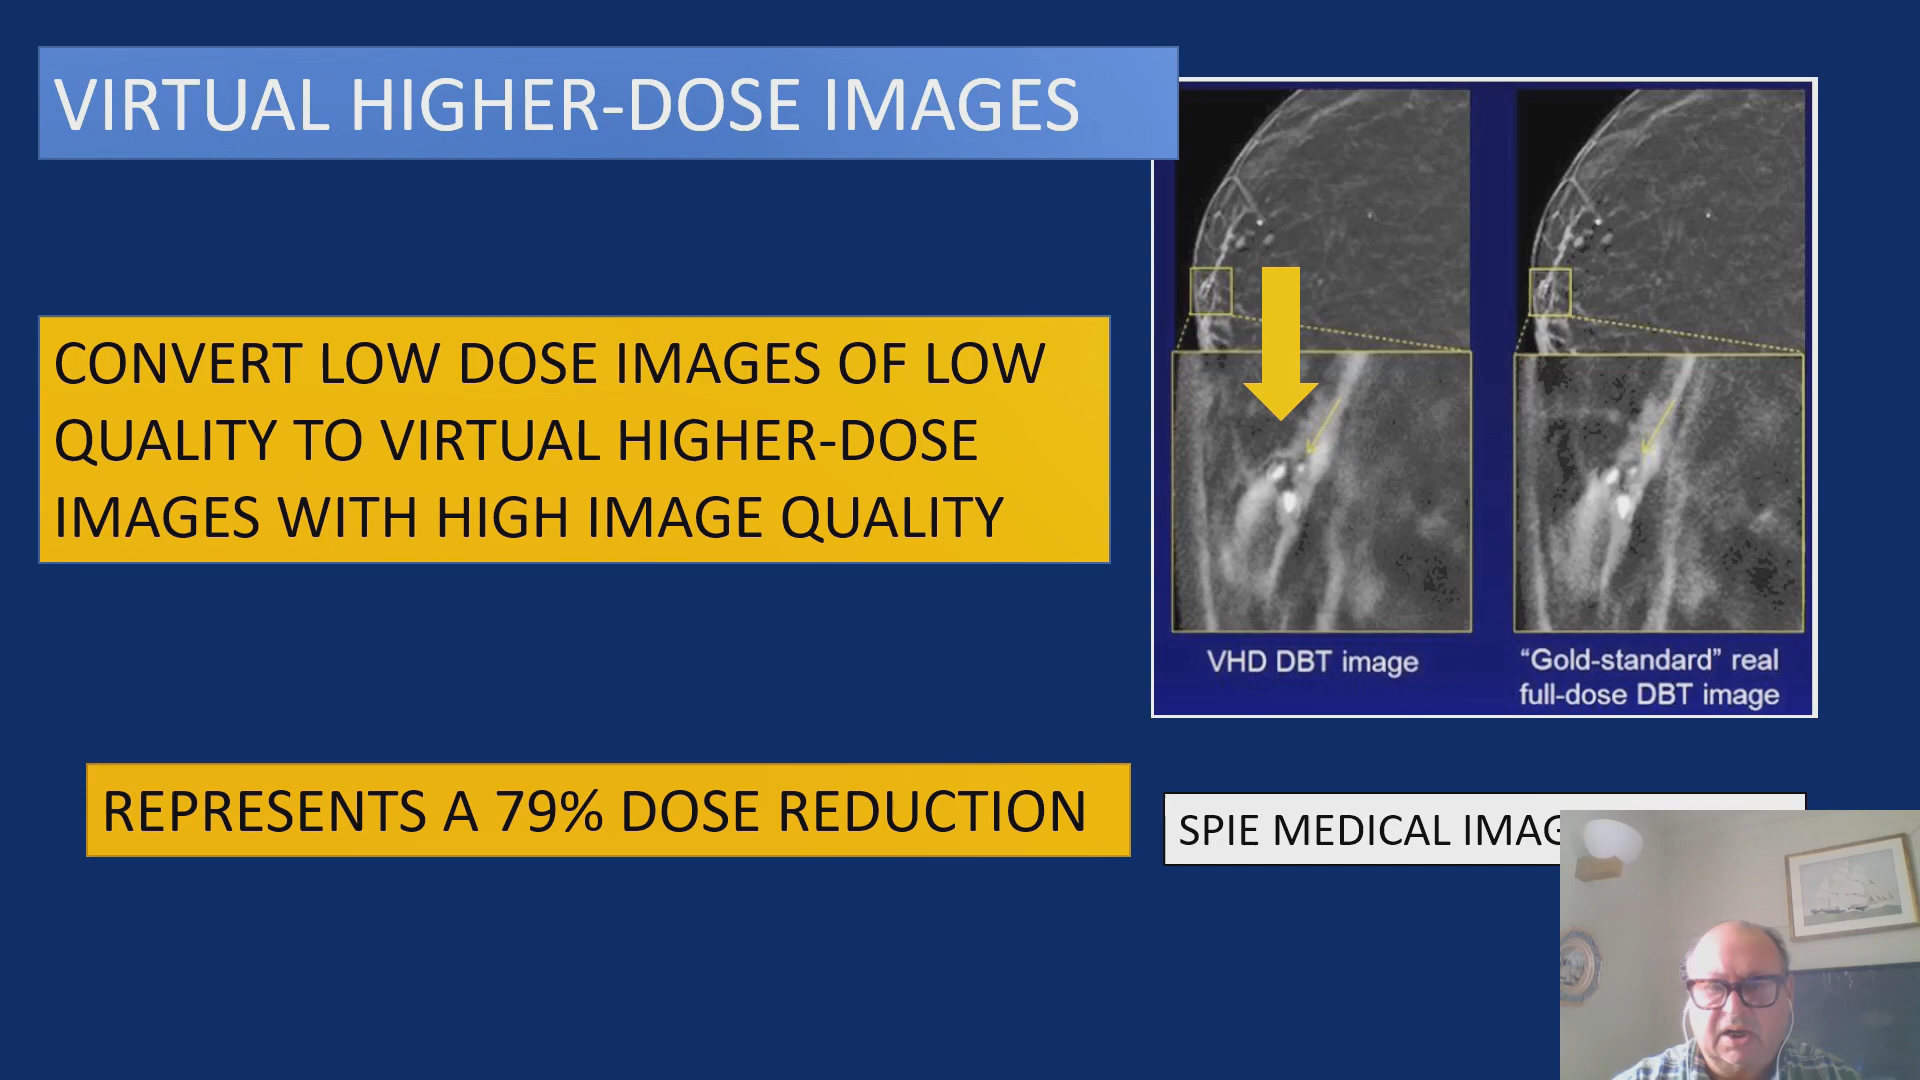 VIRTUAL HIGHER-DOSE IMAGES
CONVERT LOW DOSE IMAGES OF LOW
QUALITY TO VIRTUAL HIGHER-DOSE
IMAGES WITH HIGH IMAGE QUALITY
REPRESENTS A 79% DOSE REDUCTION
VHD DBT image
“Gold-standard” real
full-dose DBT image
SPIE MEDICAL